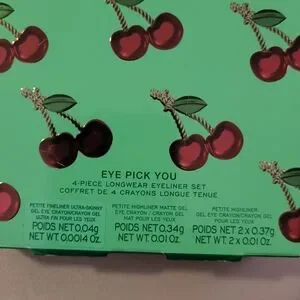 EYE PICK YOU
4-PIECE LONGWEAR EYELINER SET
COFFRET DE 4 CRAYONS LONGUE TENUE
PETITE FINELINER ULTRA-SKINNY
GEL EYE CRAYON/CRAYON GEL
ULTRA FIN POUR LES YEUX
POIDS NET 0.04g
NET WT. 0.0014 Oz.
PETITE HIGHLINER MATTE GEL
EYE CRAYON / CRAYON GEL
MAT POUR LES YEUX
POIDS NET 0.34g
NET WT. 0.01 Oz.
PETITE HIGHLINER
GEL EYE CRAYON/CRAYON GEL
POUR LES YEUX
POIDS NET 2 x 0.37g
NET WT. 2 x 0.01 Oz.